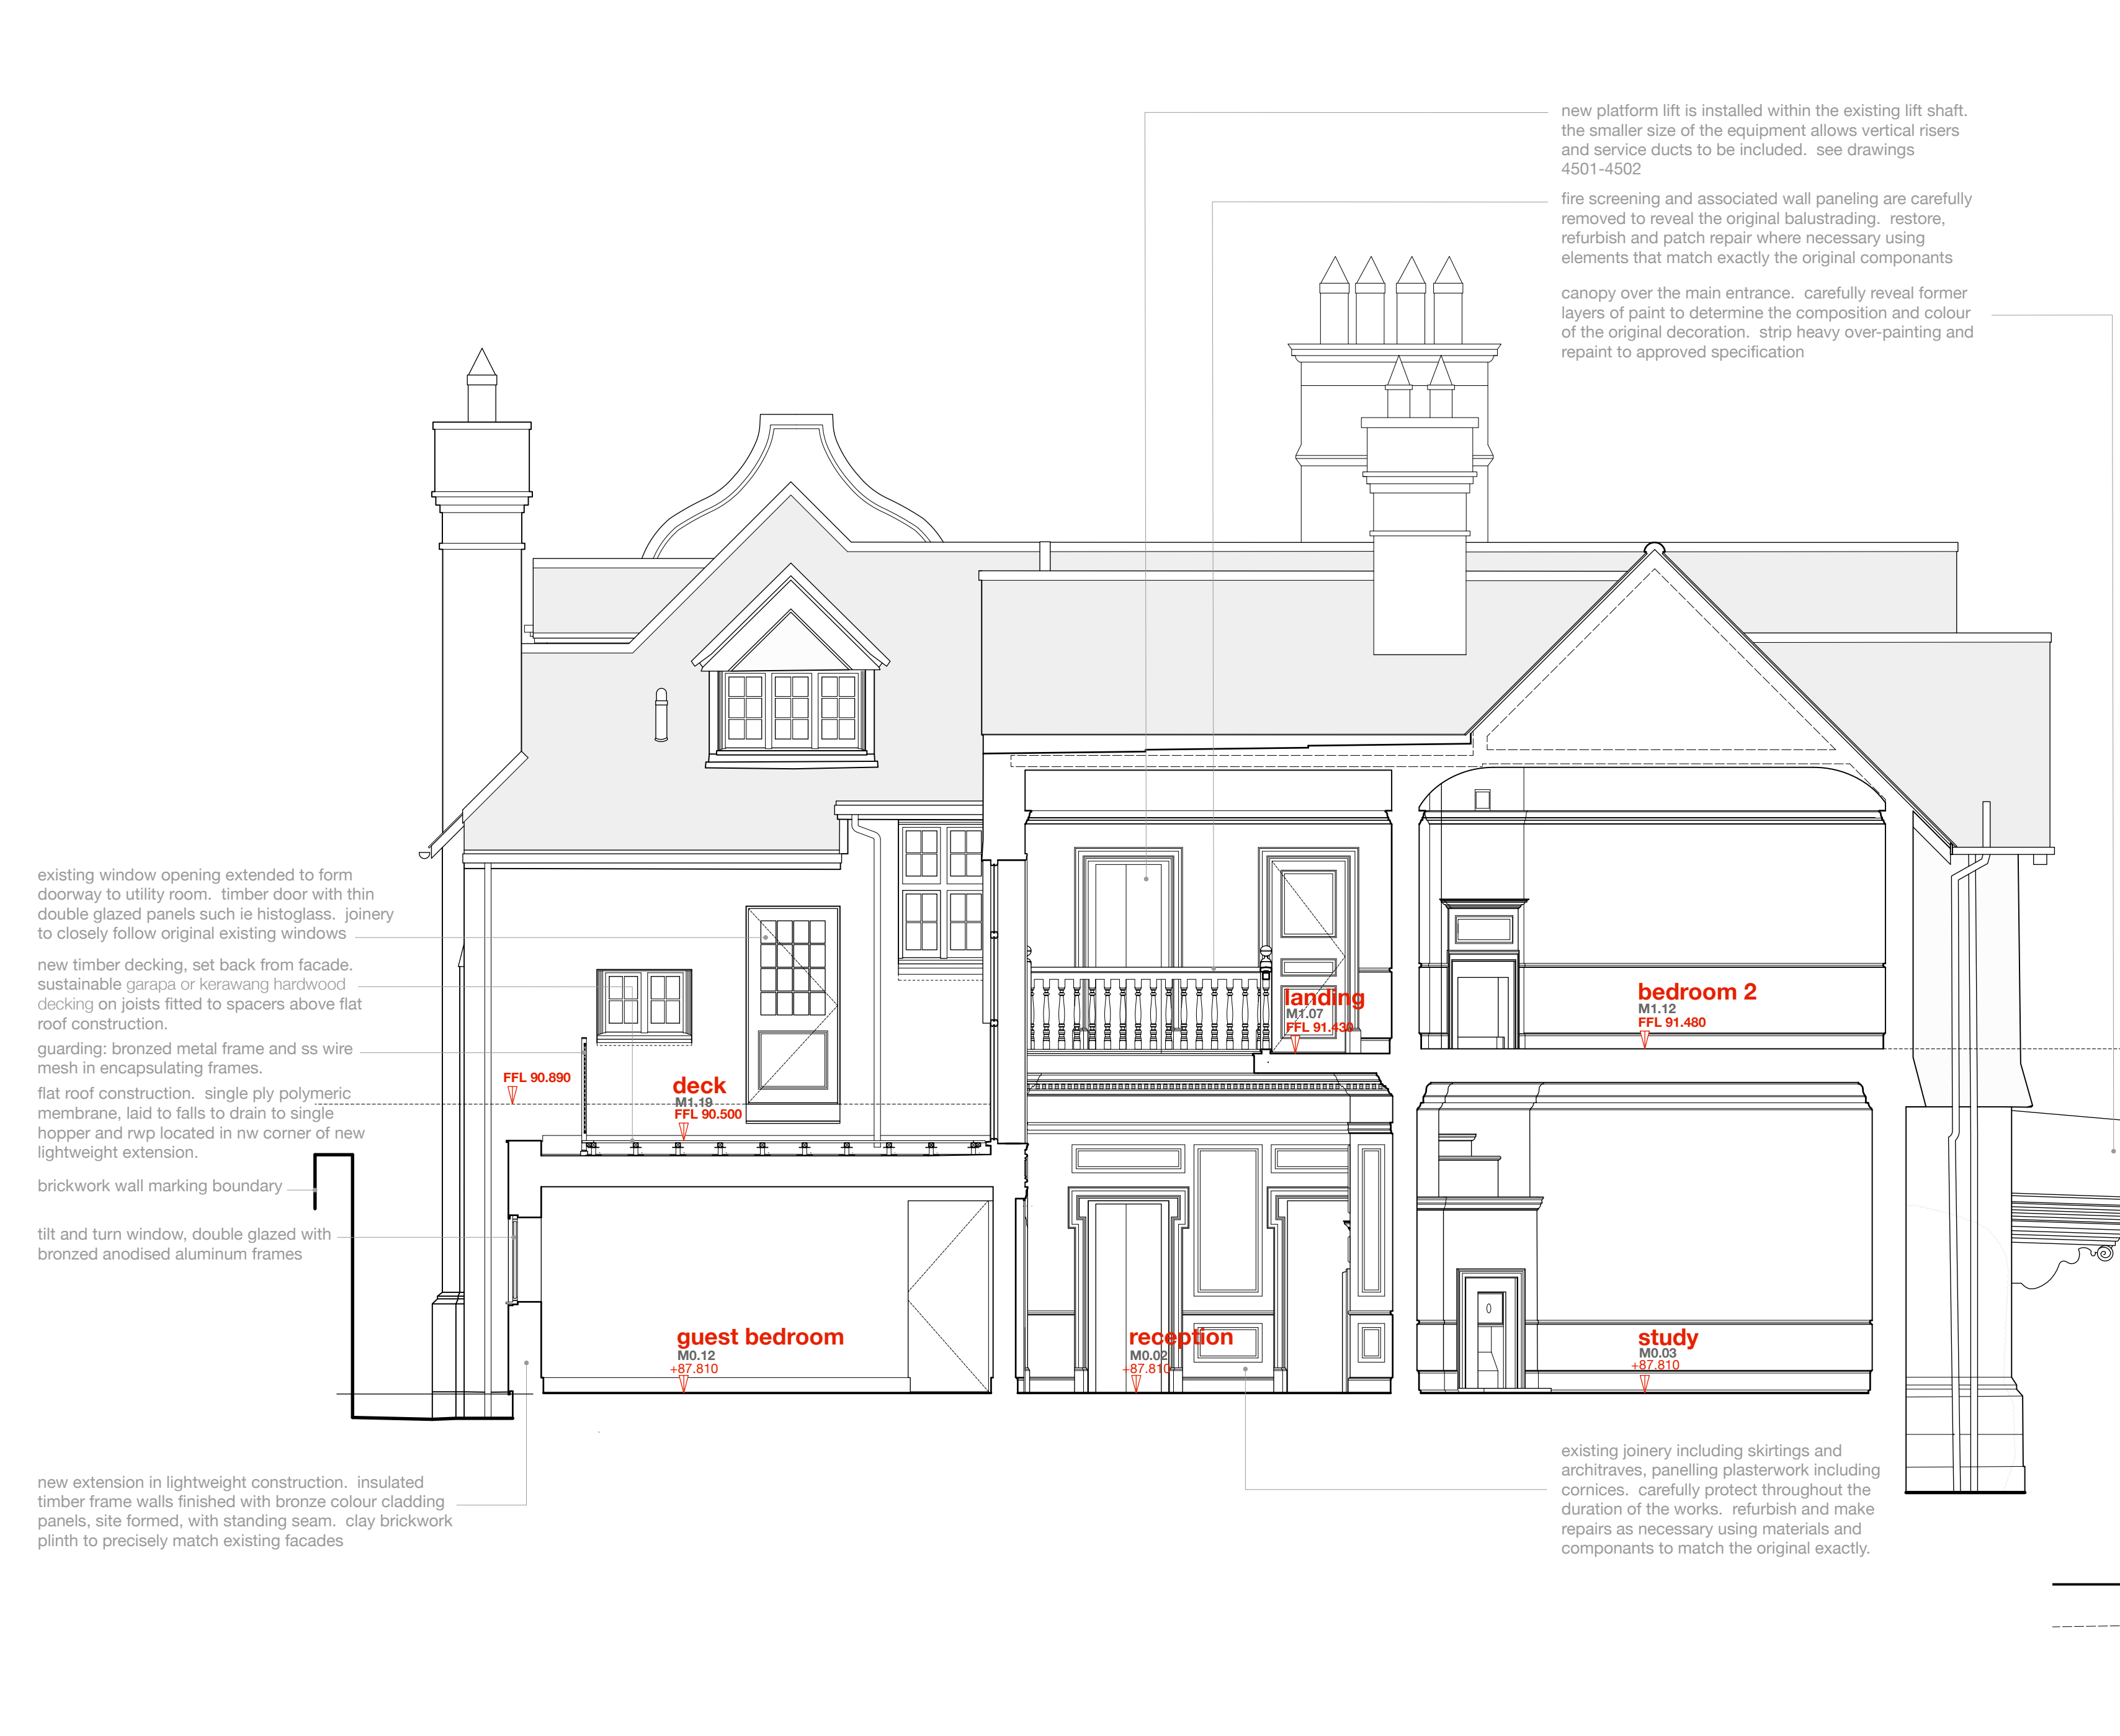 new platform lift is installed within the existing lift shaft.
the smaller size of the equipment allows vertical risers
and service ducts to be included.  see drawings
4501-4502
fire screening and associated wall paneling are carefully
removed to reveal the original balustrading.  restore,
refurbish and patch repair where necessary using
elements that match exactly the original componants
canopy over the main entrance.  carefully reveal former
layers of paint to determine the composition and colour
of the original decoration.  strip heavy over-painting and
repaint to approved specification
existing window opening extended to form
doorway to utility room.  timber door with thin
double glazed panels such ie histoglass.  joinery
to closely follow original existing windows
new timber decking, set back from facade.
sustainable garapa or kerawang hardwood
decking on joists fitted to spacers above flat
roof construction.
guarding: bronzed metal frame and ss wire
mesh in encapsulating frames.
flat roof construction.  single ply polymeric
membrane, laid to falls to drain to single
hopper and rwp located in nw corner of new
lightweight extension.
brickwork wall marking boundary
tilt and turn window, double glazed with
bronzed anodised aluminum frames
FFL 90.890
deck
M1.19
FFL 90.500
landing
M1.07
FFL 91.430
bedroom 2
M1.12
FFL 91.480
guest bedroom
M0.12
+87.810
reception
M0.02
+87.810
study
M0.03
+87.810
new extension in lightweight construction.  insulated
timber frame walls finished with bronze colour cladding
panels, site formed, with standing seam.  clay brickwork
plinth to precisely match existing facades
existing joinery including skirtings and
architraves, panelling plasterwork including
cornices.  carefully protect throughout the
duration of the works.  refurbish and make
repairs as necessary using materials and
componants to match the original exactly.